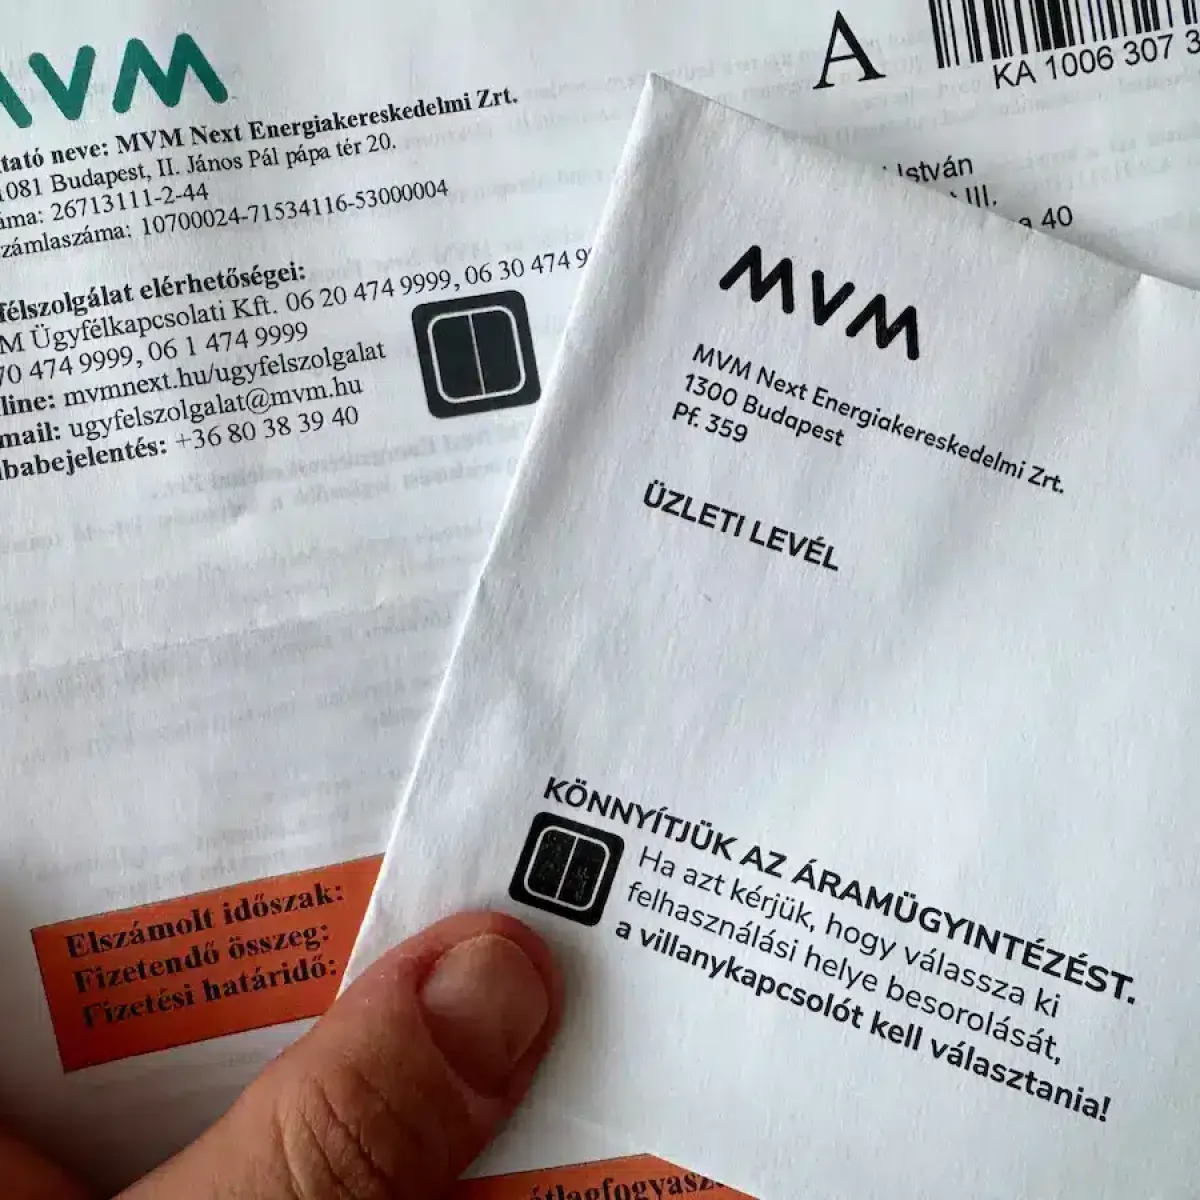 MVM
tató neve: MVM Next Energiakereskedelmi Zrt.
1081 Budapest, II. János Pál pápa tér 20.
áma: 26713111-2-44
zámlaszáma: 10700024-71534116-53000004
félszolgálat elérhetőségei:
M Ügyfélkapcsolati Kft. 06 20 474 9999, 06 30 474 9
70 474 9999, 06 1 474 9999
line: mvmnext.hu/ugyfelszolgalat
mail: ugyfelszolgalat@mvm.hu
ibabejelentés: +36 80 38 39 40
Elszámolt időszak:
Fizetendő összeg:
Fizetési határidő:
A
KA 1006 307 3
István
III.
a 40
MVM
MVM Next Energiakereskedelmi Zrt.
1300 Budapest
Pf. 359
ÜZLETI LEVÉL
KÖNNYÍTJÜK AZ ÁRAMÜGYINTÉZÉST.
Ha azt kérjük, hogy válassza ki
felhasználási helye besorolását,
a villanykapcsolót kell választania!
átlagfogyasz